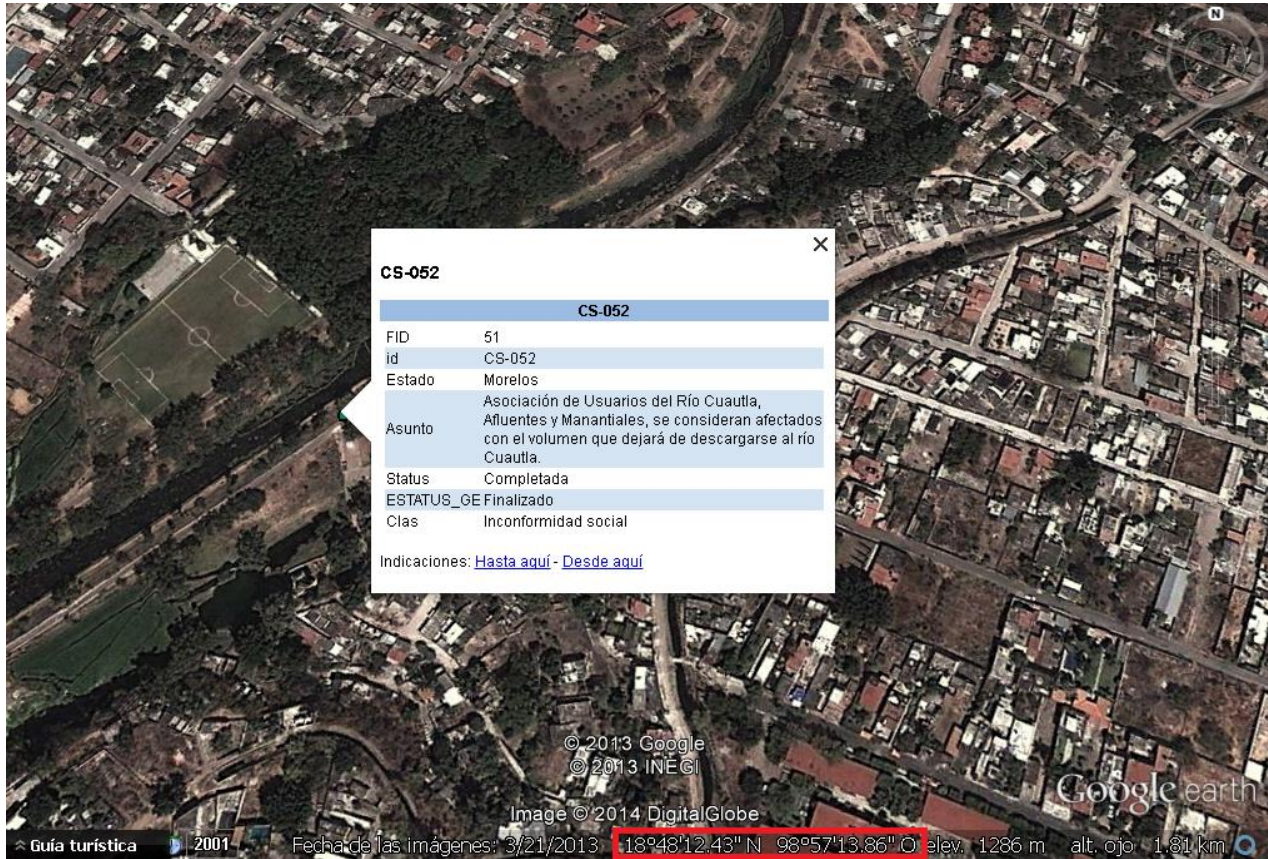 N
CS-052
CS-052
FID 51
id CS-052
Estado Morelos
Asunto Asociación de Usuarios del Río Cuautla,
Afluentes y Manantiales, se consideran afectados
con el volumen que dejará de descargarse al río
Cuautla.
Status Completada
ESTATUS_GE Finalizado
Clas Inconformidad social
Indicaciones: Hasta aquí - Desde aquí
© 2013 Google
© 2013 INEGI
Image © 2014 DigitalGlobe
Google earth
Guía turística 2001 Fecha de las imágenes: 3/21/2013 18°48'12.43" N 98°57'13.86" O elev. 1286 m alt. ojo 1.81 km